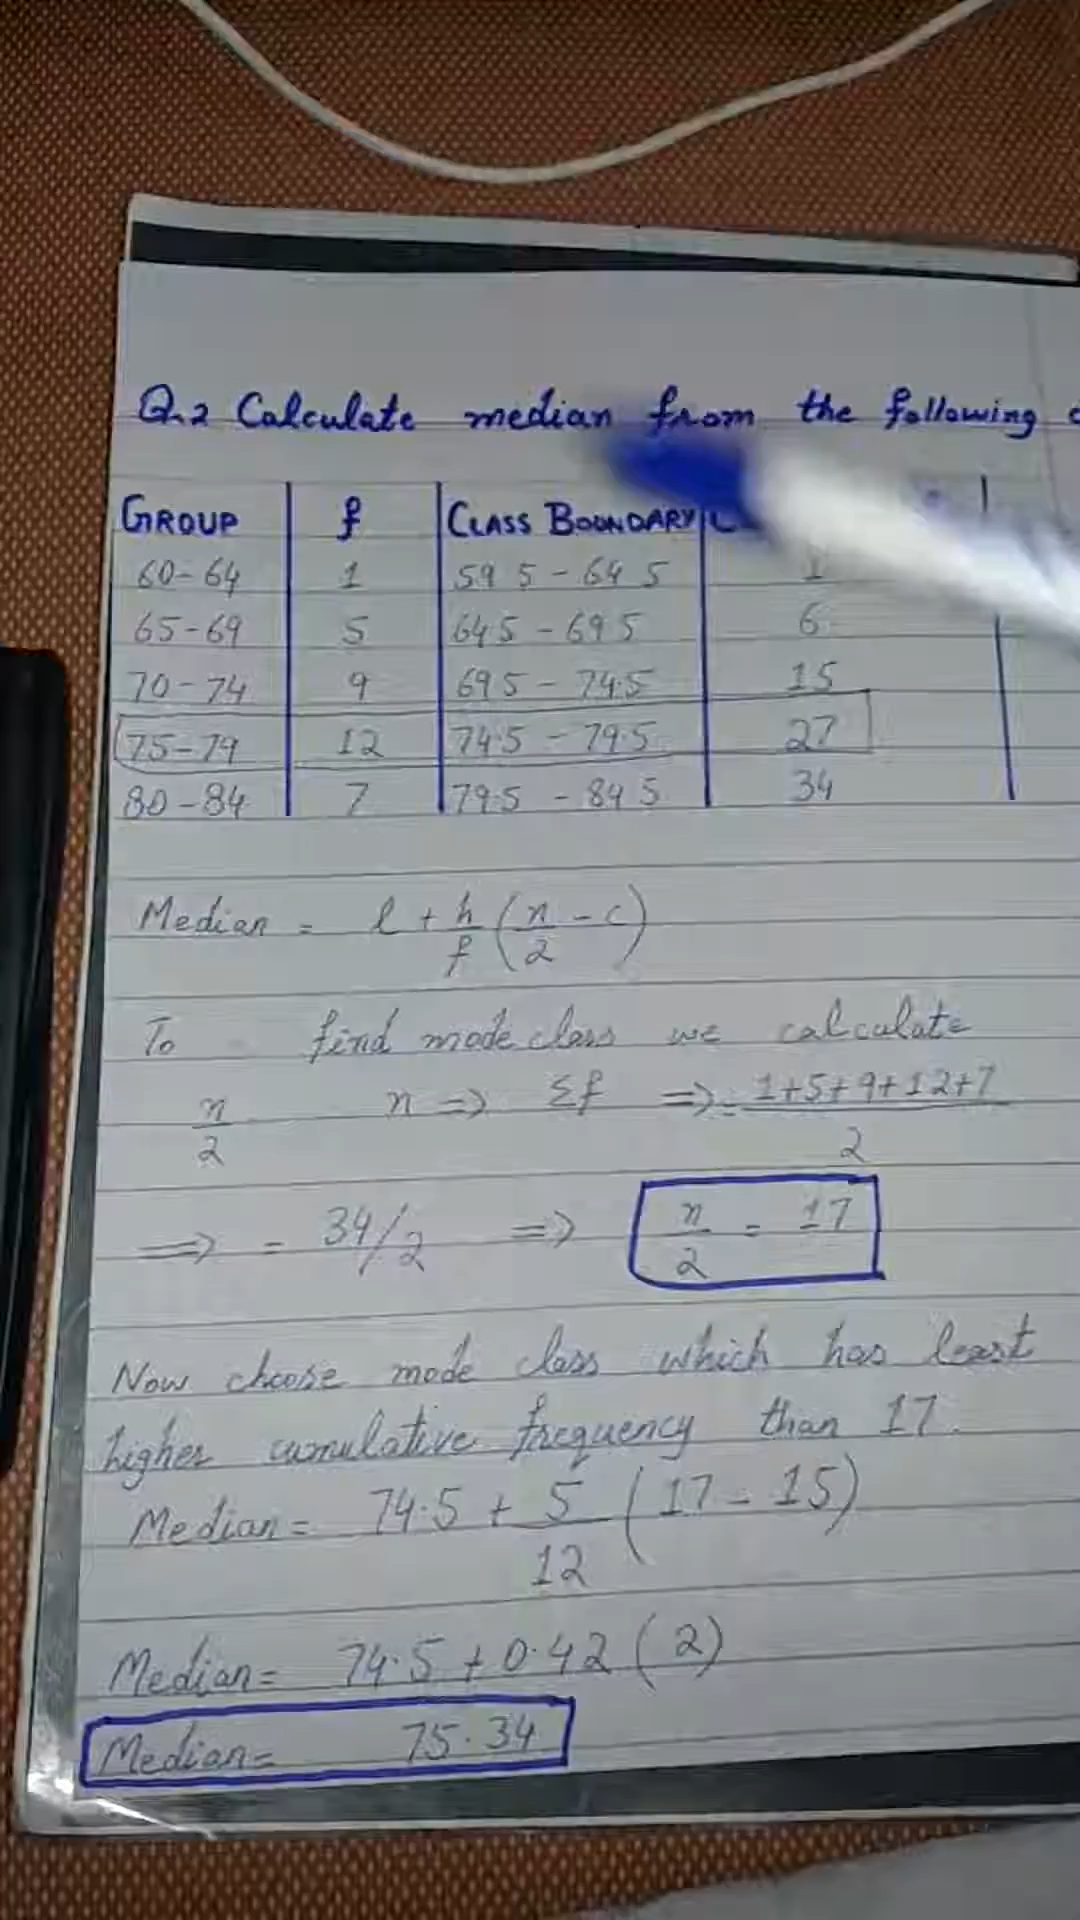 Q.2 Calculate median from the following
GROUP f CLASS BOUNDARY
60-64 1 59.5-64.5 1
65-69 5 64.5-69.5 6
70-74 9 69.5-74.5 15
75-79 12 74.5-79.5 27
80-84 7 79.5-84.5 34
Median = l + h/f (n/2 - c)
To find mode class we calculate
n/2 n => Σf => = 1+5+9+12+7/2
=> = 34/2 => n/2 = 17
Now choose mode class which has least
higher cumulative frequency than 17.
Median = 74.5 + 5/12 (17-15)
Median = 74.5 + 0.42 (2)
Median = 75.34